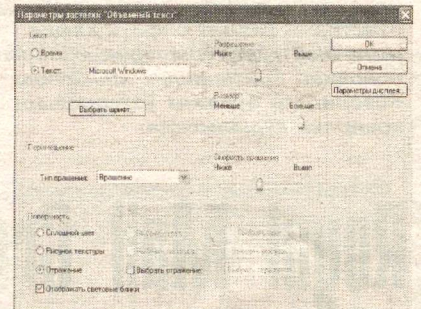 Параметры заставки "Объемный текст"
Текст
Время
Текст: Microsoft Windows
Выбрать шрифт...
Разрешение
Ниже Выше
Размер
Меньше Больше
ОК
Отмена
Параметры дисплея...
Перемещение
Тип вращения: Вращение
Скорость вращения
Ниже Выше
Поверхность
Сплошной цвет
Рисунок текстуры
Отражение Выбрать отражение
Отображать световые блики